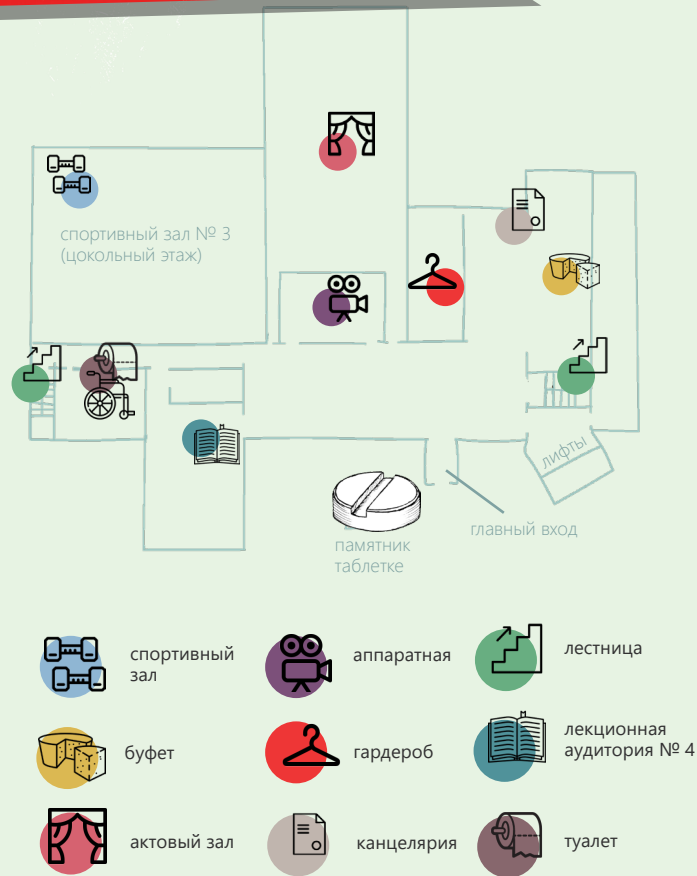 спортивный зал № 3
(цокольный этаж)
лифты
главный вход
памятник
таблетке
спортивный
зал
аппаратная
лестница
буфет
гардероб
лекционная
аудитория № 4
актовый зал
канцелярия
туалет